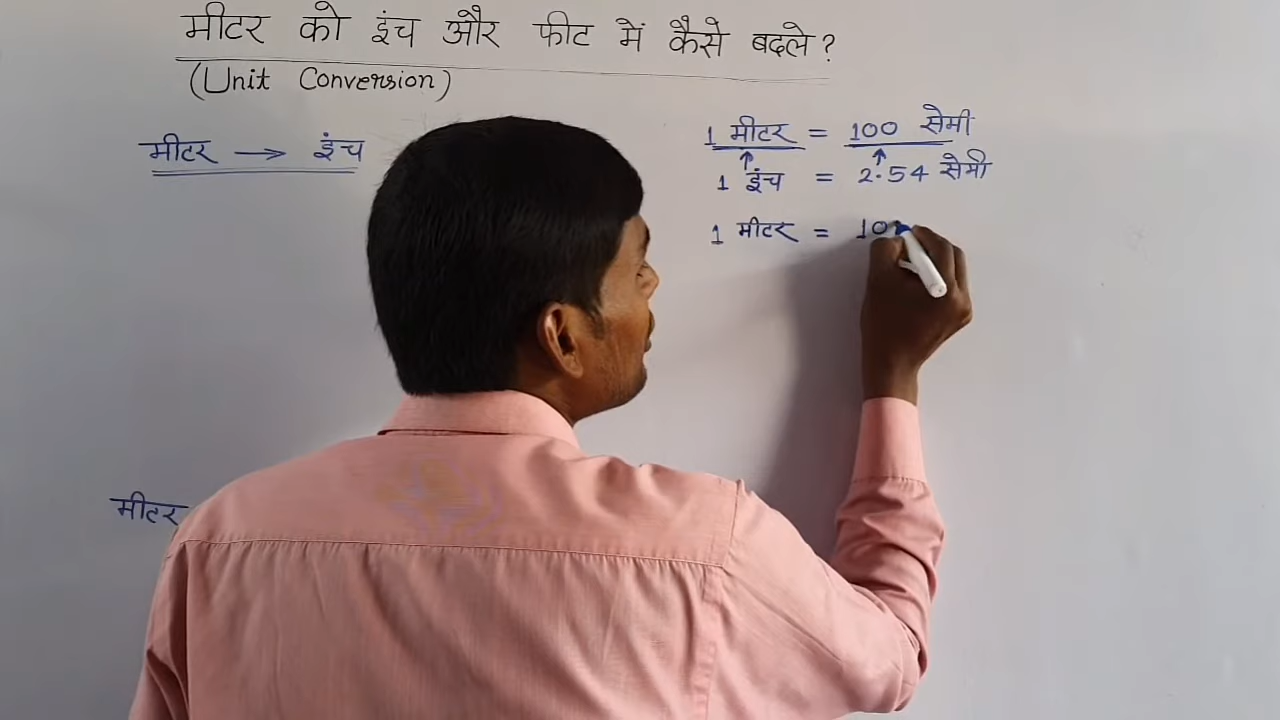 मीटर को इंच और फीट में कैसे बदले?
(Unit Conversion)
मीटर → इंच
1 मीटर = 100 सेमी
1 इंच = 2.54 सेमी
1 मीटर = 10
मीटर